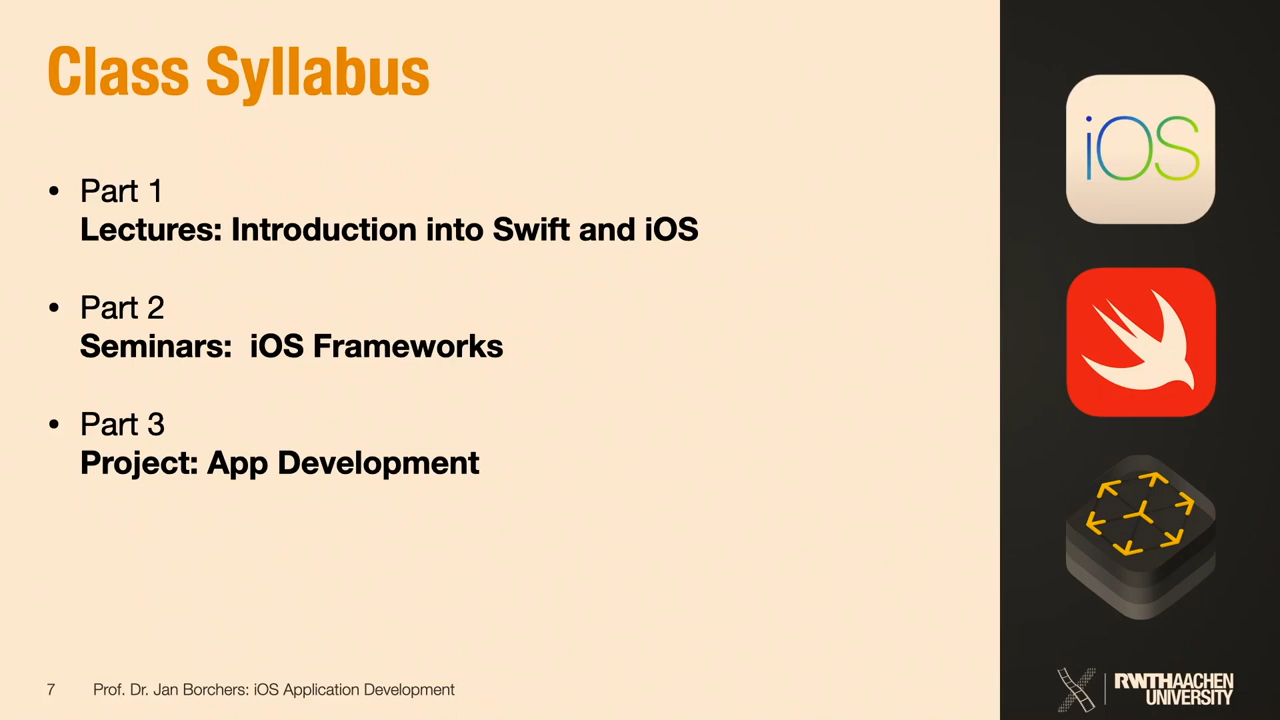 Class Syllabus
• Part 1
Lectures: Introduction into Swift and iOS
• Part 2
Seminars:  iOS Frameworks
• Part 3
Project: App Development
iOS
7 Prof. Dr. Jan Borchers: iOS Application Development
RWTHAACHEN
UNIVERSITY